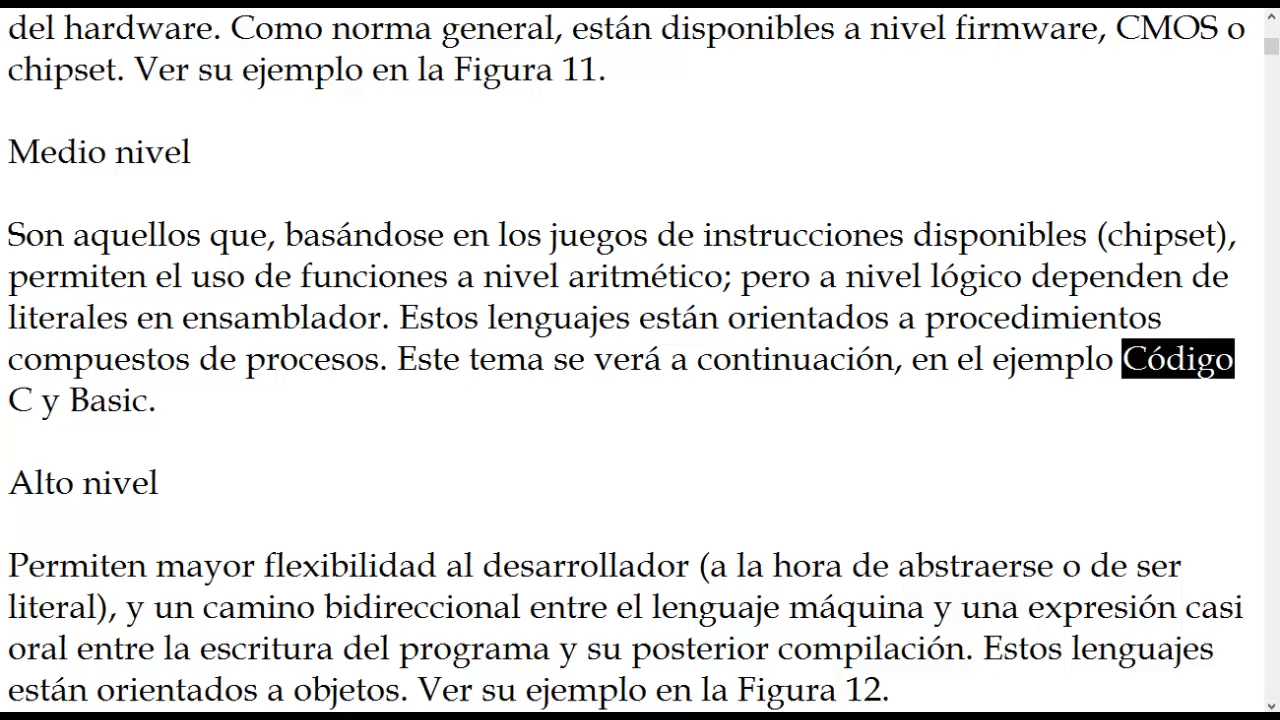 del hardware. Como norma general, están disponibles a nivel firmware, CMOS o
chipset. Ver su ejemplo en la Figura 11.
Medio nivel
Son aquellos que, basándose en los juegos de instrucciones disponibles (chipset),
permiten el uso de funciones a nivel aritmético; pero a nivel lógico dependen de
literales en ensamblador. Estos lenguajes están orientados a procedimientos
compuestos de procesos. Este tema se verá a continuación, en el ejemplo Código
C y Basic.
Alto nivel
Permiten mayor flexibilidad al desarrollador (a la hora de abstraerse o de ser
literal), y un camino bidireccional entre el lenguaje máquina y una expresión casi
oral entre la escritura del programa y su posterior compilación. Estos lenguajes
están orientados a objetos. Ver su ejemplo en la Figura 12.